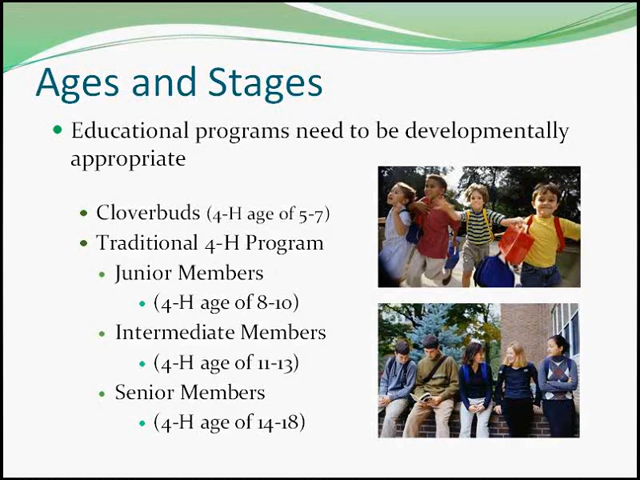 Ages and Stages
• Educational programs need to be developmentally
appropriate
• Cloverbuds (4-H age of 5-7)
• Traditional 4-H Program
• Junior Members
• (4-H age of 8-10)
• Intermediate Members
• (4-H age of 11-13)
• Senior Members
• (4-H age of 14-18)